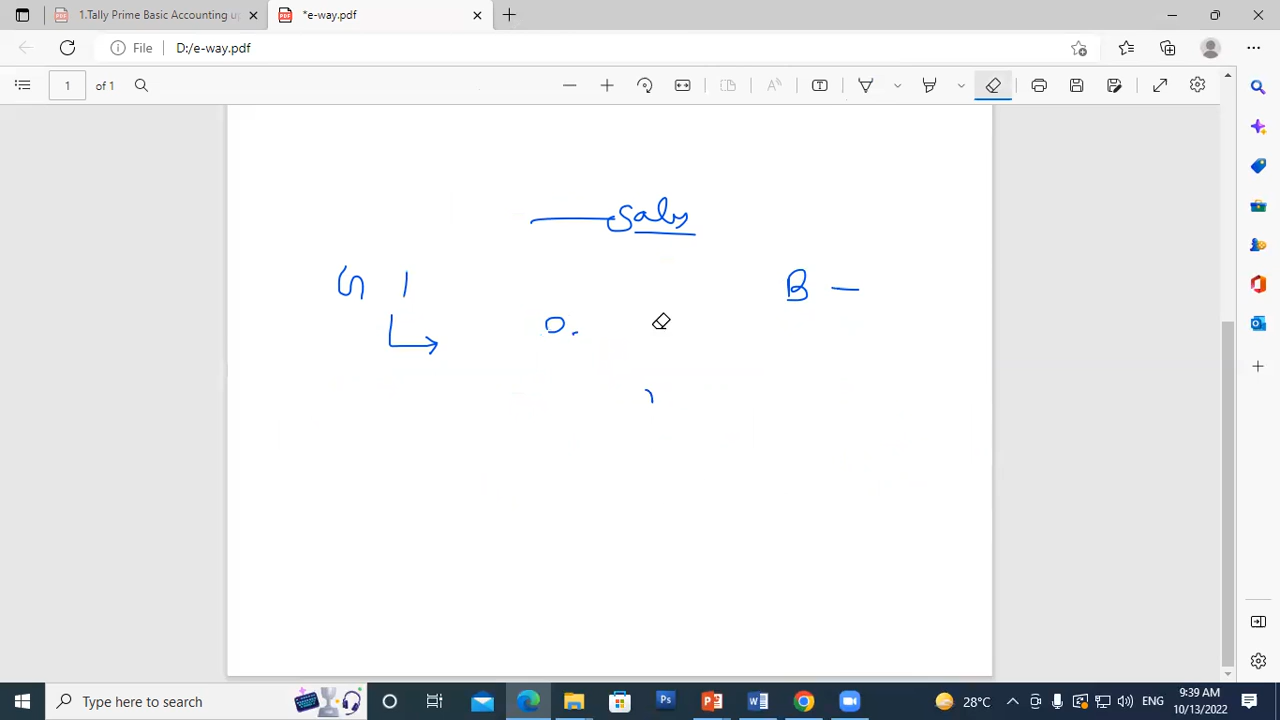 1.Tally Prime Basic Accounting u
*e-way.pdf
File D:/e-way.pdf
1 of 1
Sales
B —
Type here to search
28°C
ENG
9:39 AM
10/13/2022